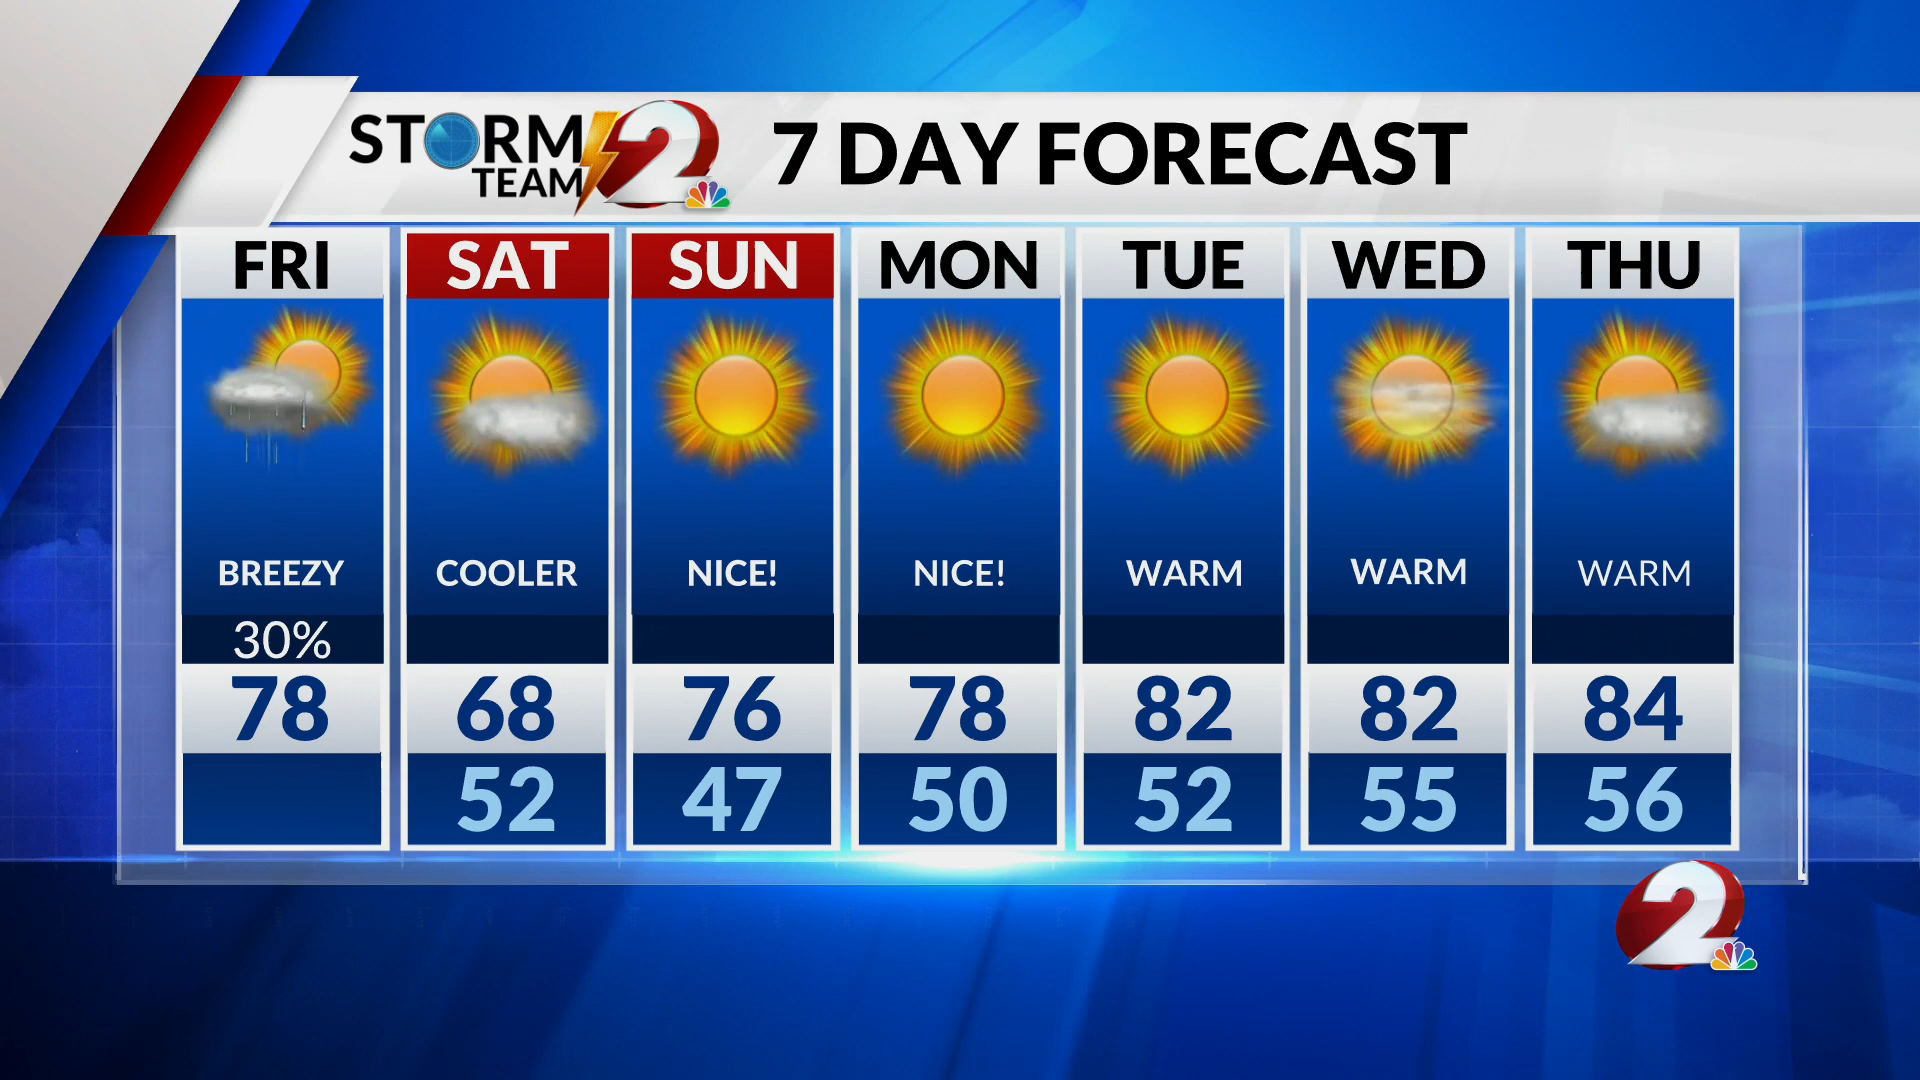 STORM
TEAM 2
7 DAY FORECAST
FRI SAT SUN MON TUE WED THU
BREEZY COOLER NICE! NICE! WARM WARM WARM
30%
78 68 76 78 82 82 84
52 47 50 52 55 56
2